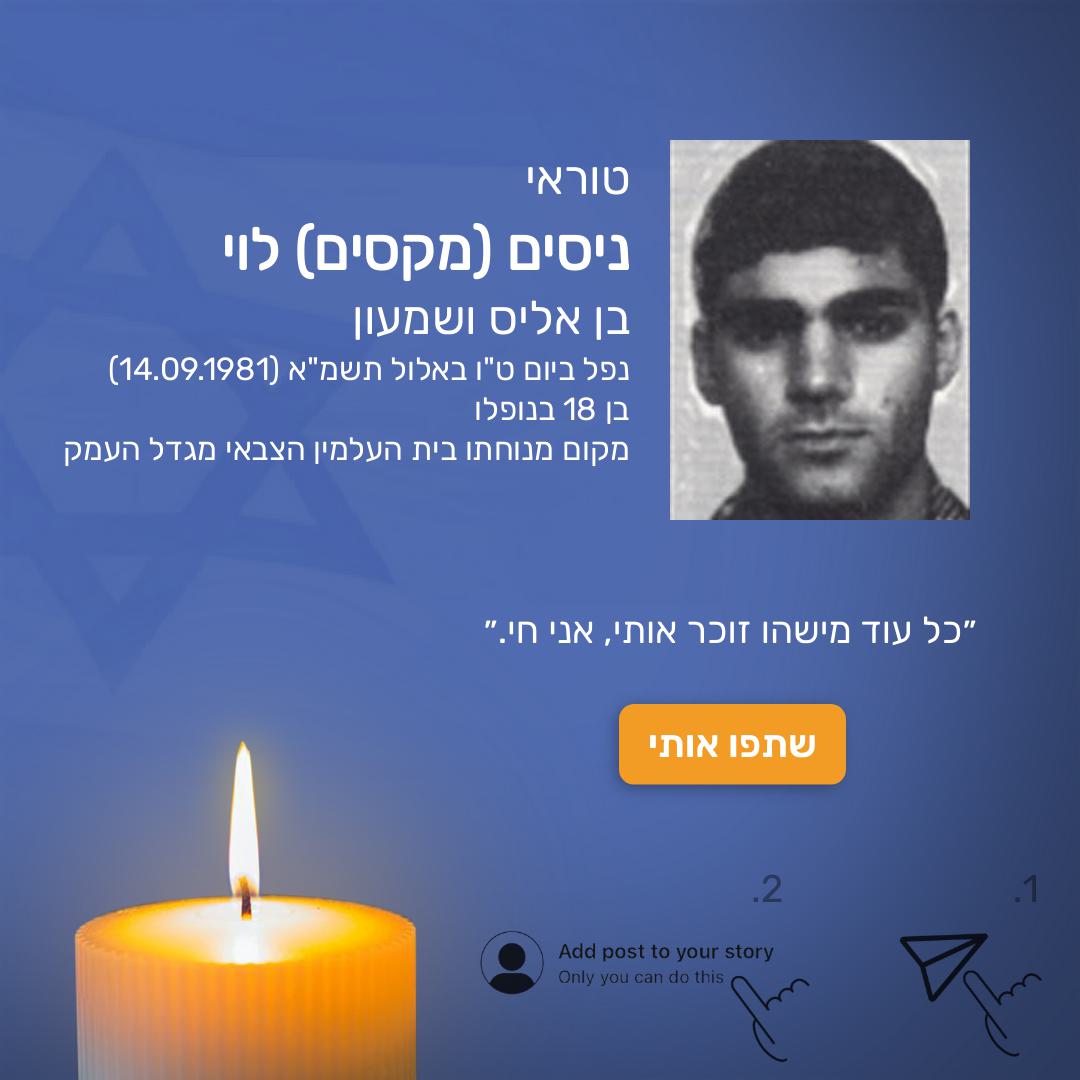 טוראי
ניסים (מקסים) לוי
בן אליס ושמעון
נפל ביום ט"ו באלול תשמ"א (14.09.1981)
בן 18 בנופלו
מקום מנוחתו בית העלמין הצבאי מגדל העמק
״כל עוד מישהו זוכר אותי, אני חי.״
שתפו אותי
1.
2.
Add post to your story
Only you can do this